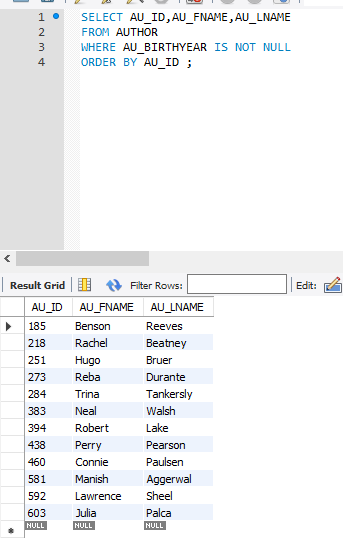 1 SELECT AU_ID,AU_FNAME,AU_LNAME
2 FROM AUTHOR
3 WHERE AU_BIRTHYEAR IS NOT NULL
4 ORDER BY AU_ID ;
Result Grid Filter Rows: Edit:
AU_ID AU_FNAME AU_LNAME
185 Benson Reeves
218 Rachel Beatney
251 Hugo Bruer
273 Reba Durante
284 Trina Tankersly
383 Neal Walsh
394 Robert Lake
438 Perry Pearson
460 Connie Paulsen
581 Manish Aggerwal
592 Lawrence Sheel
603 Julia Palca
NULL NULL NULL